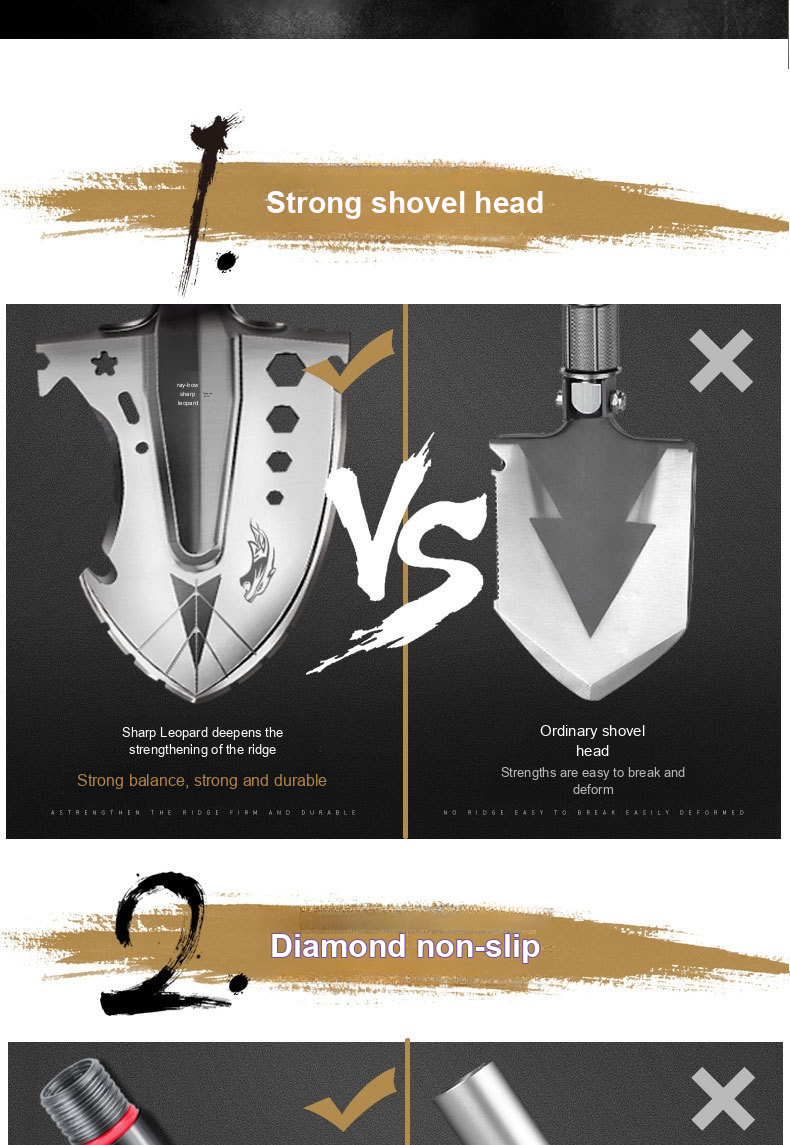 1.
Strong shovel head
ray-bow
sharp
leopard
VS
Sharp Leopard deepens the
strengthening of the ridge
Strong balance, strong and durable
ASTRENGTHEN THE RIDGE FIRM AND DURABLE
Ordinary shovel
head
Strengths are easy to break and
deform
NO RIDGE EASY TO BREAK EASILY DEFORMED
2.
Diamond non-slip